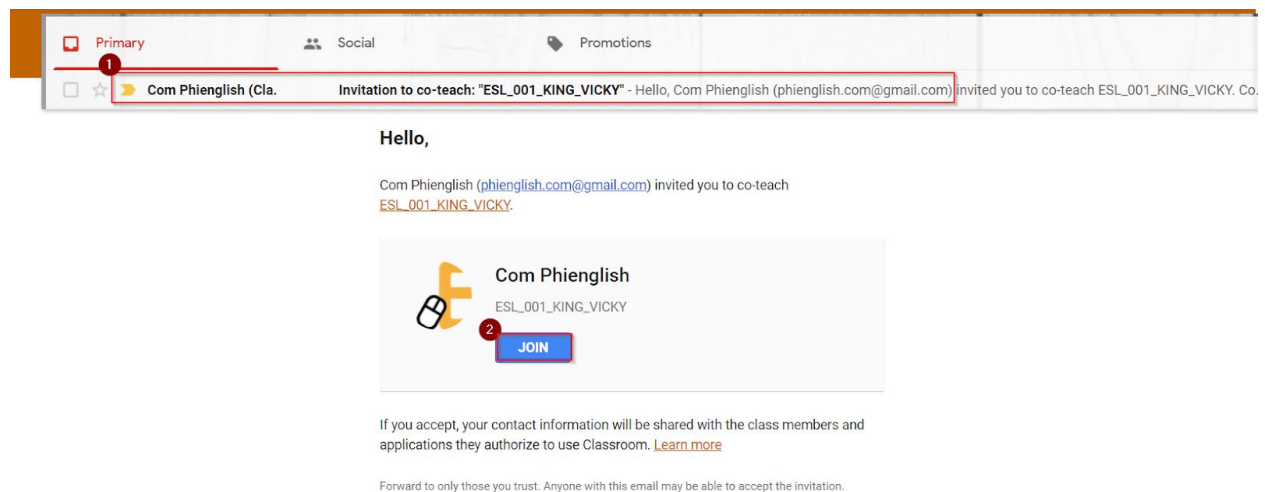 Primary
Social
Promotions
1
Com Phienglish (Cla.
Invitation to co-teach: "ESL_001_KING_VICKY" - Hello, Com Phienglish (phienglish.com@gmail.com) invited you to co-teach ESL_001_KING_VICKY. Co.
Hello,
Com Phienglish (phienglish.com@gmail.com) invited you to co-teach
ESL_001_KING_VICKY.
Com Phienglish
ESL_001_KING_VICKY
2
JOIN
If you accept, your contact information will be shared with the class members and
applications they authorize to use Classroom. Learn more
Forward to only those you trust. Anyone with this email may be able to accept the invitation.